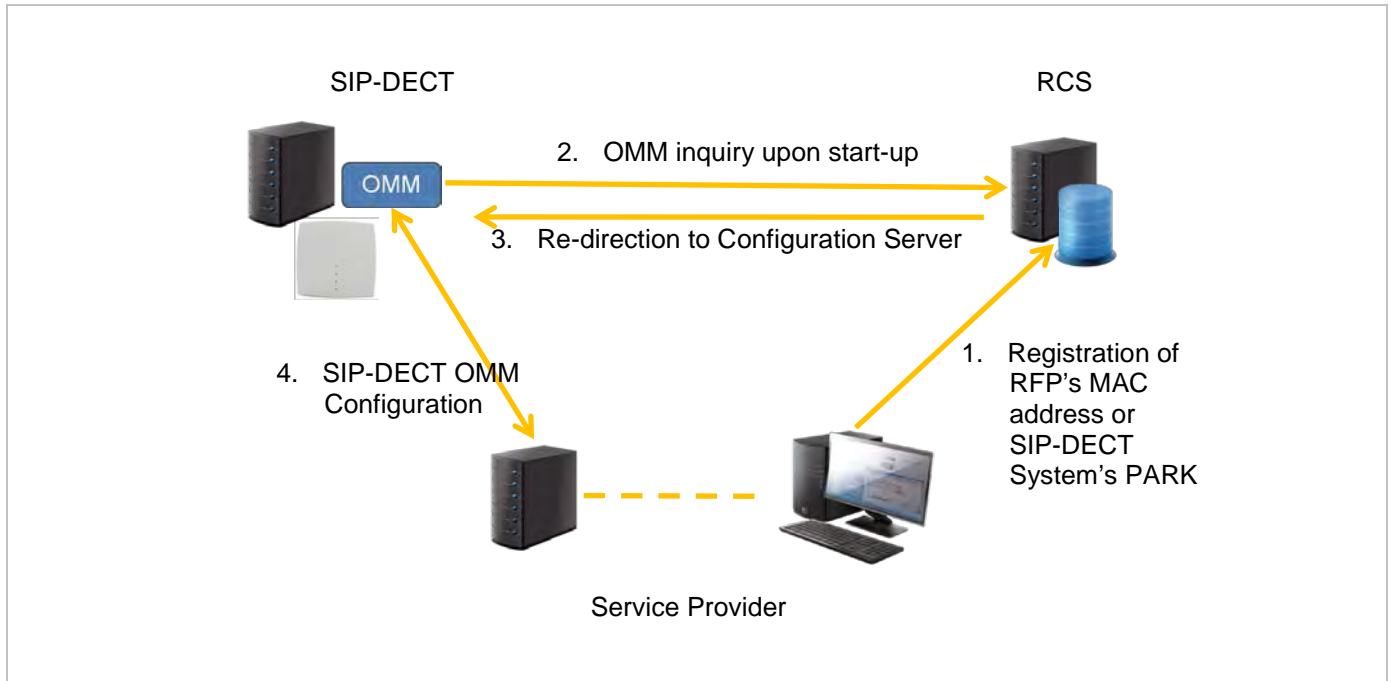 SIP-DECT
RCS
2. OMM inquiry upon start-up
OMM
3. Re-direction to Configuration Server
1. Registration of
RFP's MAC
address or
SIP-DECT
System's PARK
4. SIP-DECT OMM
Configuration
Service Provider